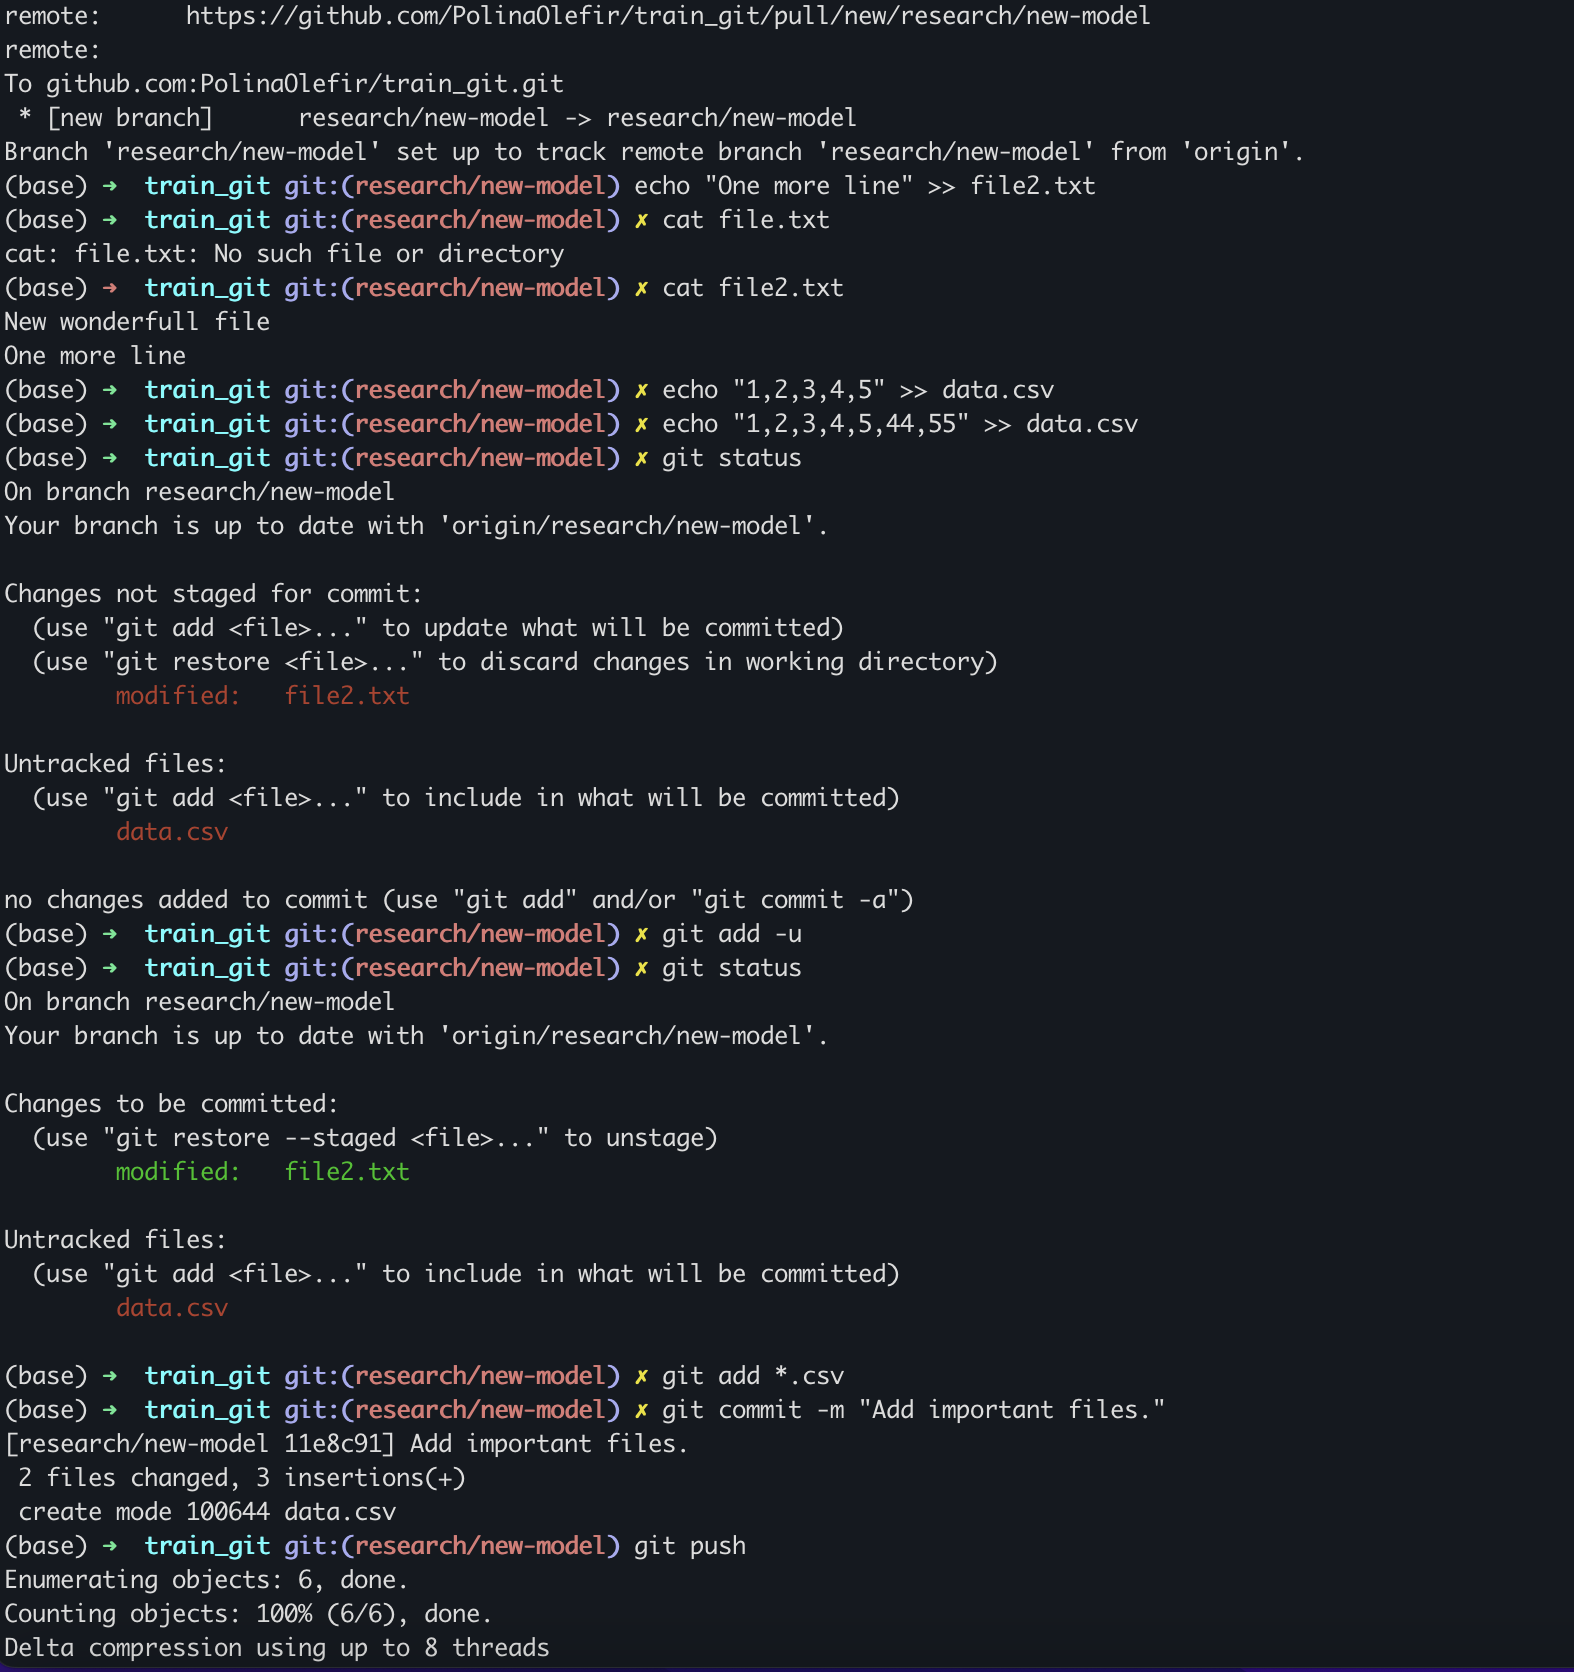 remote:      https://github.com/PolinaOlefir/train_git/pull/new/research/new-model
remote:
To github.com:PolinaOlefir/train_git.git
 * [new branch]      research/new-model -> research/new-model
Branch 'research/new-model' set up to track remote branch 'research/new-model' from 'origin'.
(base) ➜  train_git git:(research/new-model) echo "One more line" >> file2.txt
(base) ➜  train_git git:(research/new-model) ✗ cat file.txt
cat: file.txt: No such file or directory
(base) ➜  train_git git:(research/new-model) ✗ cat file2.txt
New wonderfull file
One more line
(base) ➜  train_git git:(research/new-model) ✗ echo "1,2,3,4,5" >> data.csv
(base) ➜  train_git git:(research/new-model) ✗ echo "1,2,3,4,5,44,55" >> data.csv
(base) ➜  train_git git:(research/new-model) ✗ git status
On branch research/new-model
Your branch is up to date with 'origin/research/new-model'.

Changes not staged for commit:
  (use "git add <file>..." to update what will be committed)
  (use "git restore <file>..." to discard changes in working directory)
        modified:   file2.txt

Untracked files:
  (use "git add <file>..." to include in what will be committed)
        data.csv

no changes added to commit (use "git add" and/or "git commit -a")
(base) ➜  train_git git:(research/new-model) ✗ git add -u
(base) ➜  train_git git:(research/new-model) ✗ git status
On branch research/new-model
Your branch is up to date with 'origin/research/new-model'.

Changes to be committed:
  (use "git restore --staged <file>..." to unstage)
        modified:   file2.txt

Untracked files:
  (use "git add <file>..." to include in what will be committed)
        data.csv

(base) ➜  train_git git:(research/new-model) ✗ git add *.csv
(base) ➜  train_git git:(research/new-model) ✗ git commit -m "Add important files."
[research/new-model 11e8c91] Add important files.
 2 files changed, 3 insertions(+)
 create mode 100644 data.csv
(base) ➜  train_git git:(research/new-model) git push
Enumerating objects: 6, done.
Counting objects: 100% (6/6), done.
Delta compression using up to 8 threads